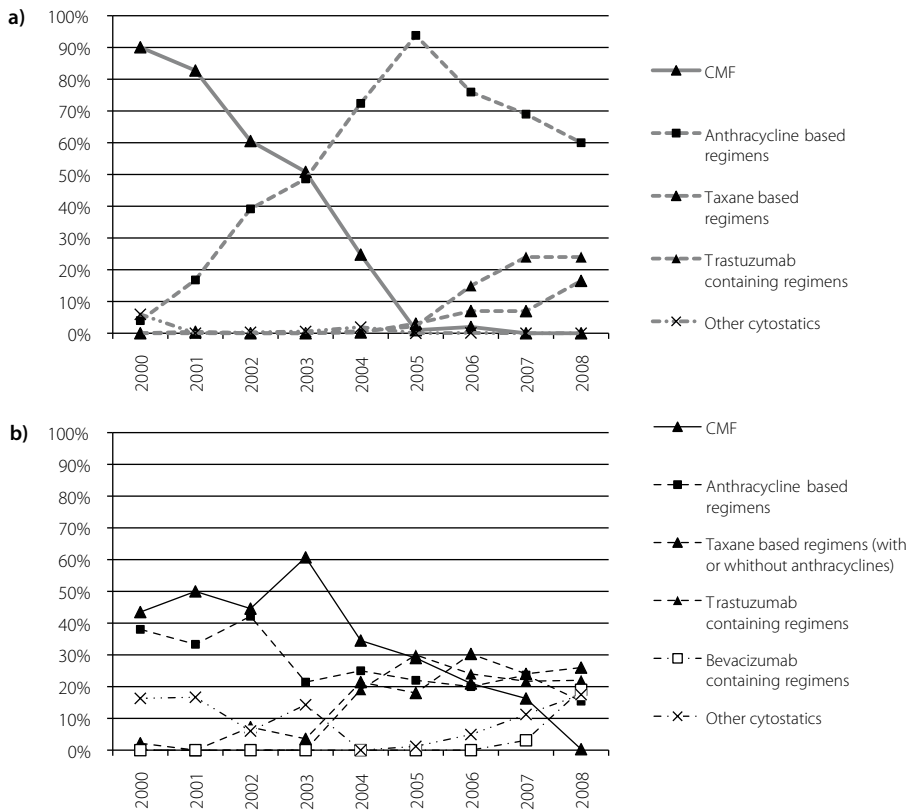 a)
100%
90%
80%
70%
60%
50%
40%
30%
20%
10%
0%
2000
2001
2002
2003
2004
2005
2006
2007
2008
CMF
Anthracycline based
regimens
Taxane based
regimens
Trastuzumab
containing regimens
Other cytostatics
b)
100%
90%
80%
70%
60%
50%
40%
30%
20%
10%
0%
2000
2001
2002
2003
2004
2005
2006
2007
2008
CMF
Anthracycline based
regimens
Taxane based regimens (with
or whithout anthracyclines)
Trastuzumab
containing regimens
Bevacizumab
containing regimens
Other cytostatics